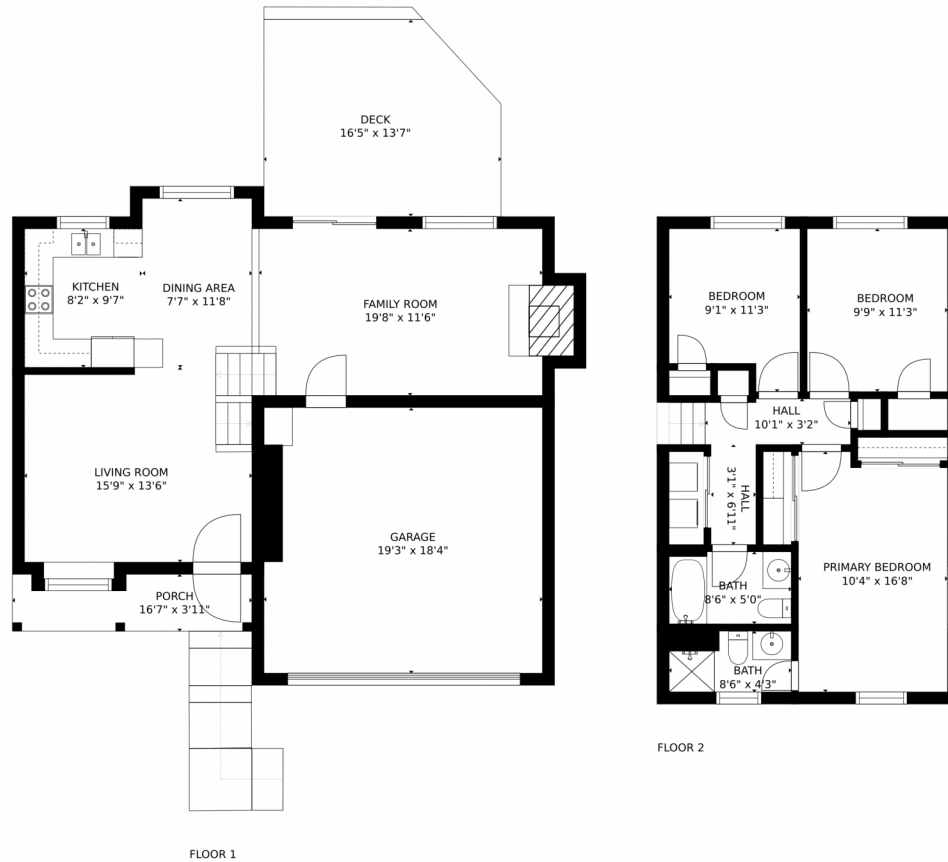 DECK
16'5" x 13'7"
KITCHEN
8'2" x 9'7"
DINING AREA
7'7" x 11'8"
FAMILY ROOM
19'8" x 11'6"
LIVING ROOM
15'9" x 13'6"
GARAGE
19'3" x 18'4"
PORCH
16'7" x 3'11"
FLOOR 1
BEDROOM
9'1" x 11'3"
BEDROOM
9'9" x 11'3"
HALL
10'1" x 3'2"
HALL
3'1" x 6'11"
PRIMARY BEDROOM
10'4" x 16'8"
BATH
8'6" x 5'0"
BATH
8'6" x 4'3"
FLOOR 2